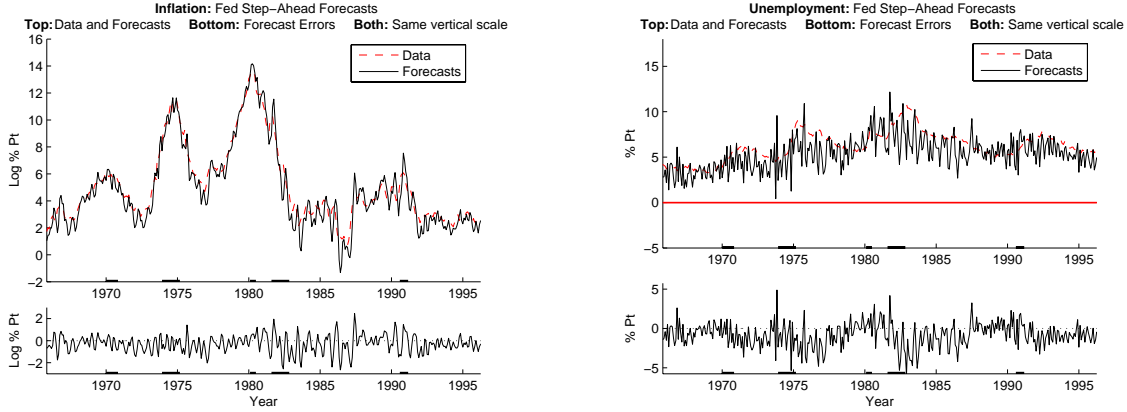 Inflation: Fed Step−Ahead Forecasts
Top: Data and Forecasts Bottom: Forecast Errors Both: Same vertical scale
16
14
12
10
8
6
4
2
0
−2
Log % Pt
Data
Forecasts
1970 1975 1980 1985 1990 1995
2
0
−2
Log % Pt
1970 1975 1980 1985 1990 1995
Year
Unemployment: Fed Step−Ahead Forecasts
Top: Data and Forecasts Bottom: Forecast Errors Both: Same vertical scale
15
10
5
0
−5
% Pt
Data
Forecasts
1970 1975 1980 1985 1990 1995
5
0
−5
% Pt
1970 1975 1980 1985 1990 1995
Year